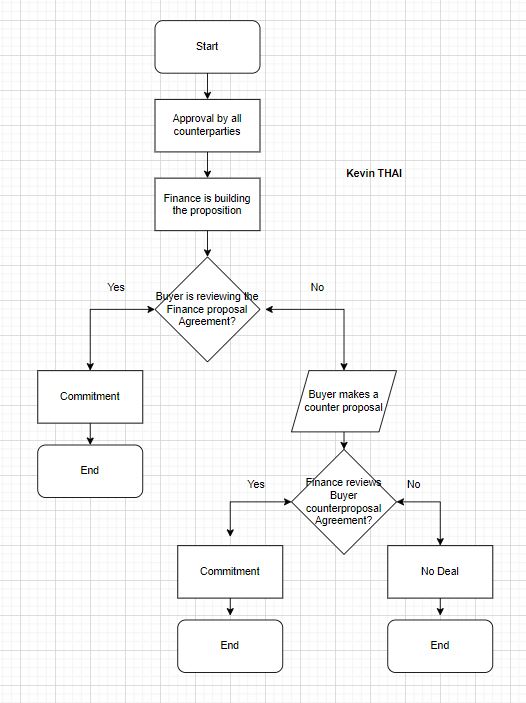 Start
Approval by all
counterparties
Kevin THAI
Finance is building
the proposition
Yes
No
Buyer is reviewing the
Finance proposal
Agreement?
Commitment
Buyer makes a
counter proposal
End
Yes
No
Finance reviews
Buyer
counterproposal
Agreement?
Commitment
No Deal
End
End